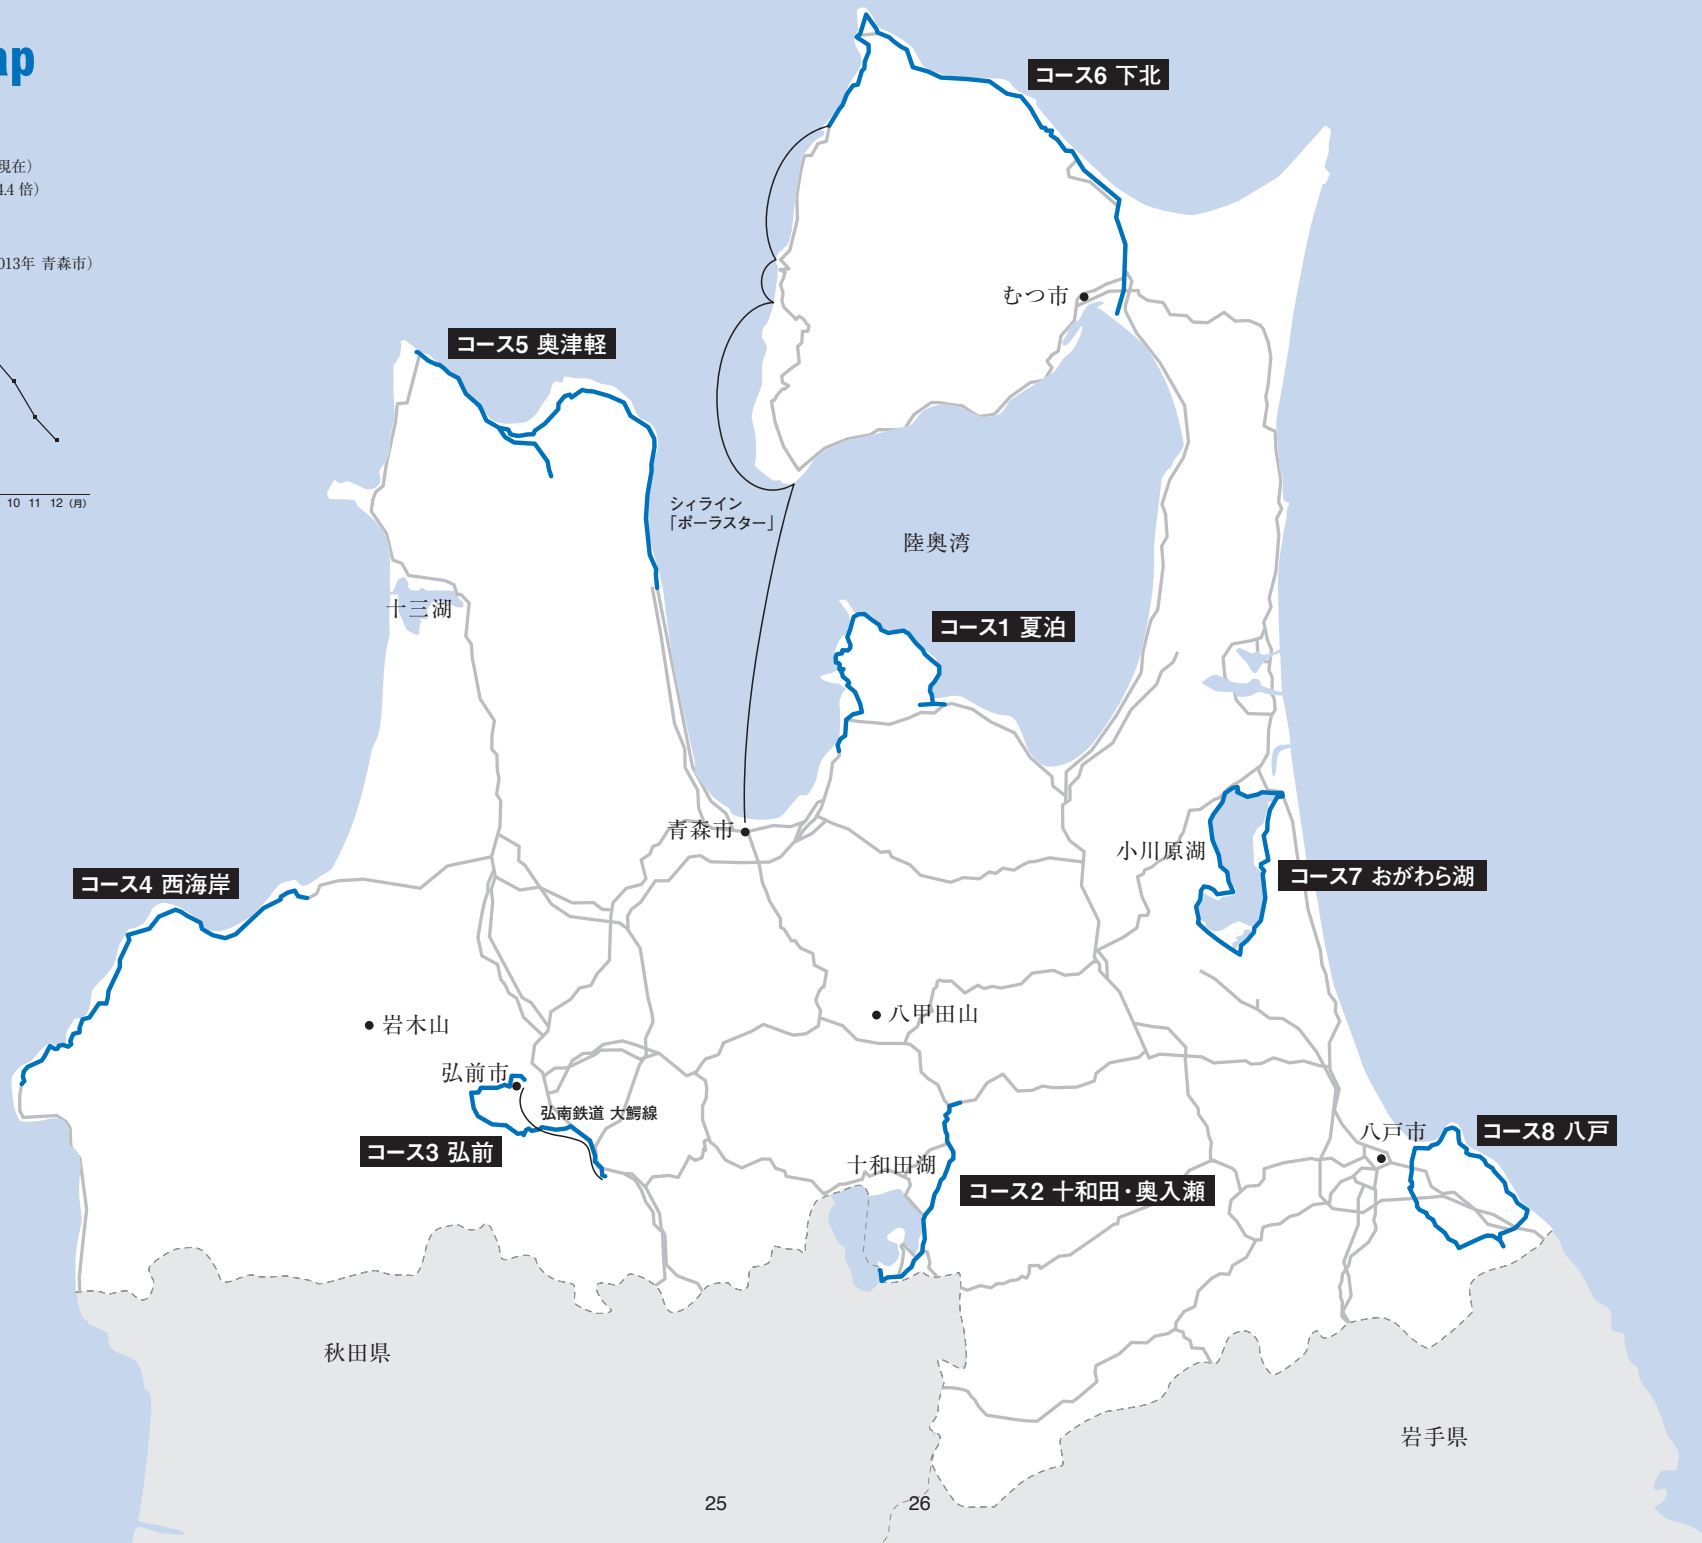 ap
現在）
4.4 倍）
013年 青森市）
10 11 12（月）
コース6 下北
むつ市
コース5 奥津軽
シィライン
「ポーラスター」
陸奥湾
十三湖
コース1 夏泊
青森市
小川原湖
コース7 おがわら湖
コース4 西海岸
八甲田山
岩木山
弘前市
弘南鉄道 大鰐線
コース3 弘前
八戸市
コース8 八戸
十和田湖
コース2 十和田・奥入瀬
秋田県
岩手県
25
26